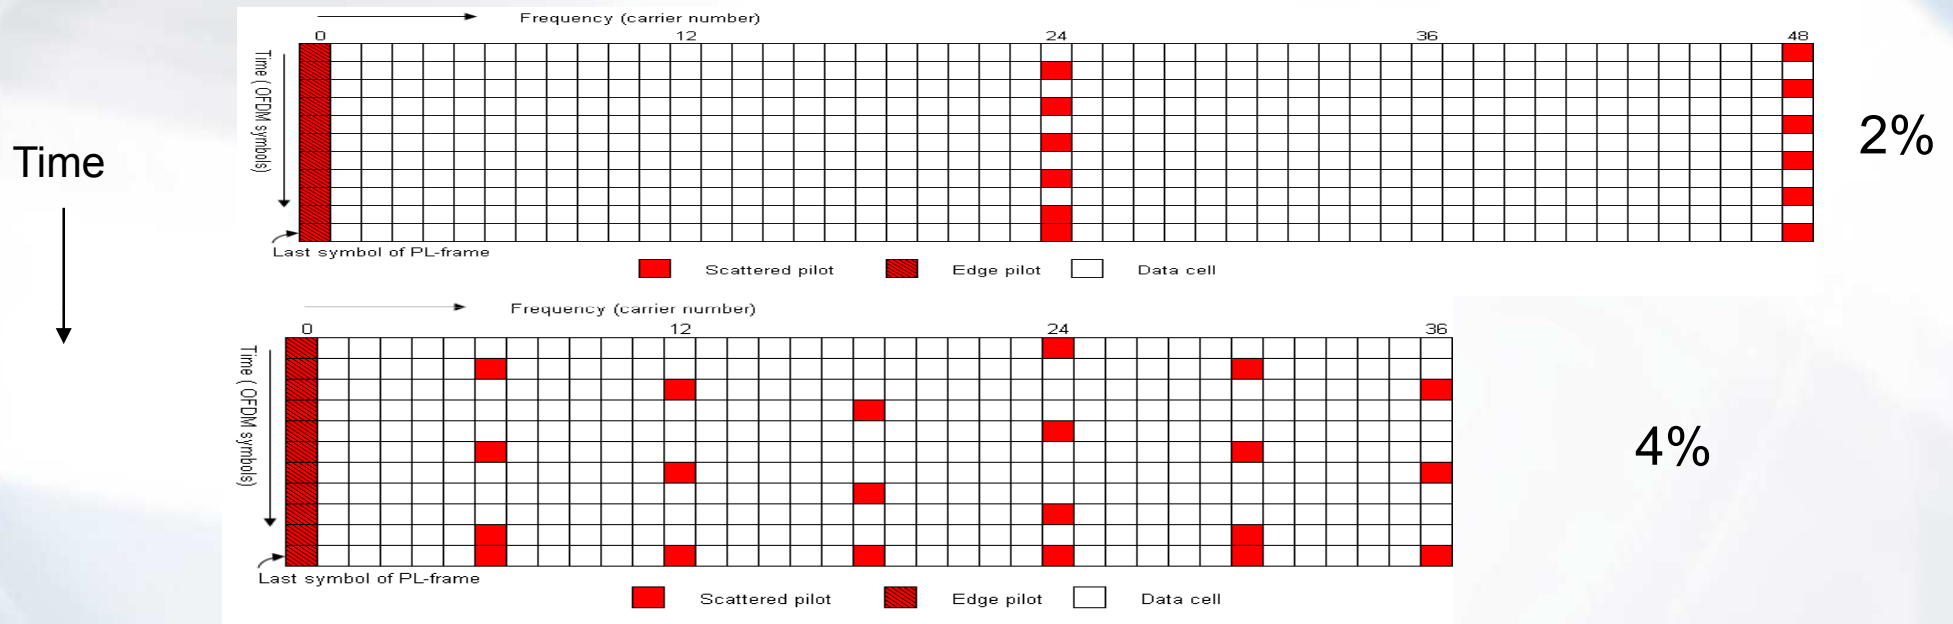 Frequency (carrier number)
0 12 24 36 48
Time ( OFDM symbols)
2%
Time
Last symbol of PL-frame
Scattered pilot Edge pilot Data cell
Frequency (carrier number)
0 12 24 36
Time ( OFDM symbols)
4%
Last symbol of PL-frame
Scattered pilot Edge pilot Data cell